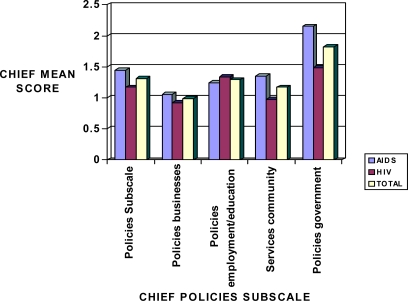 2.5
2
1.5
1
0.5
0
CHIEF MEAN
SCORE
Policies Subscale
Policies businesses
Policies
employment/education
Services community
Policies government
AIDS
HIV
TOTAL
CHIEF POLICIES SUBSCALE